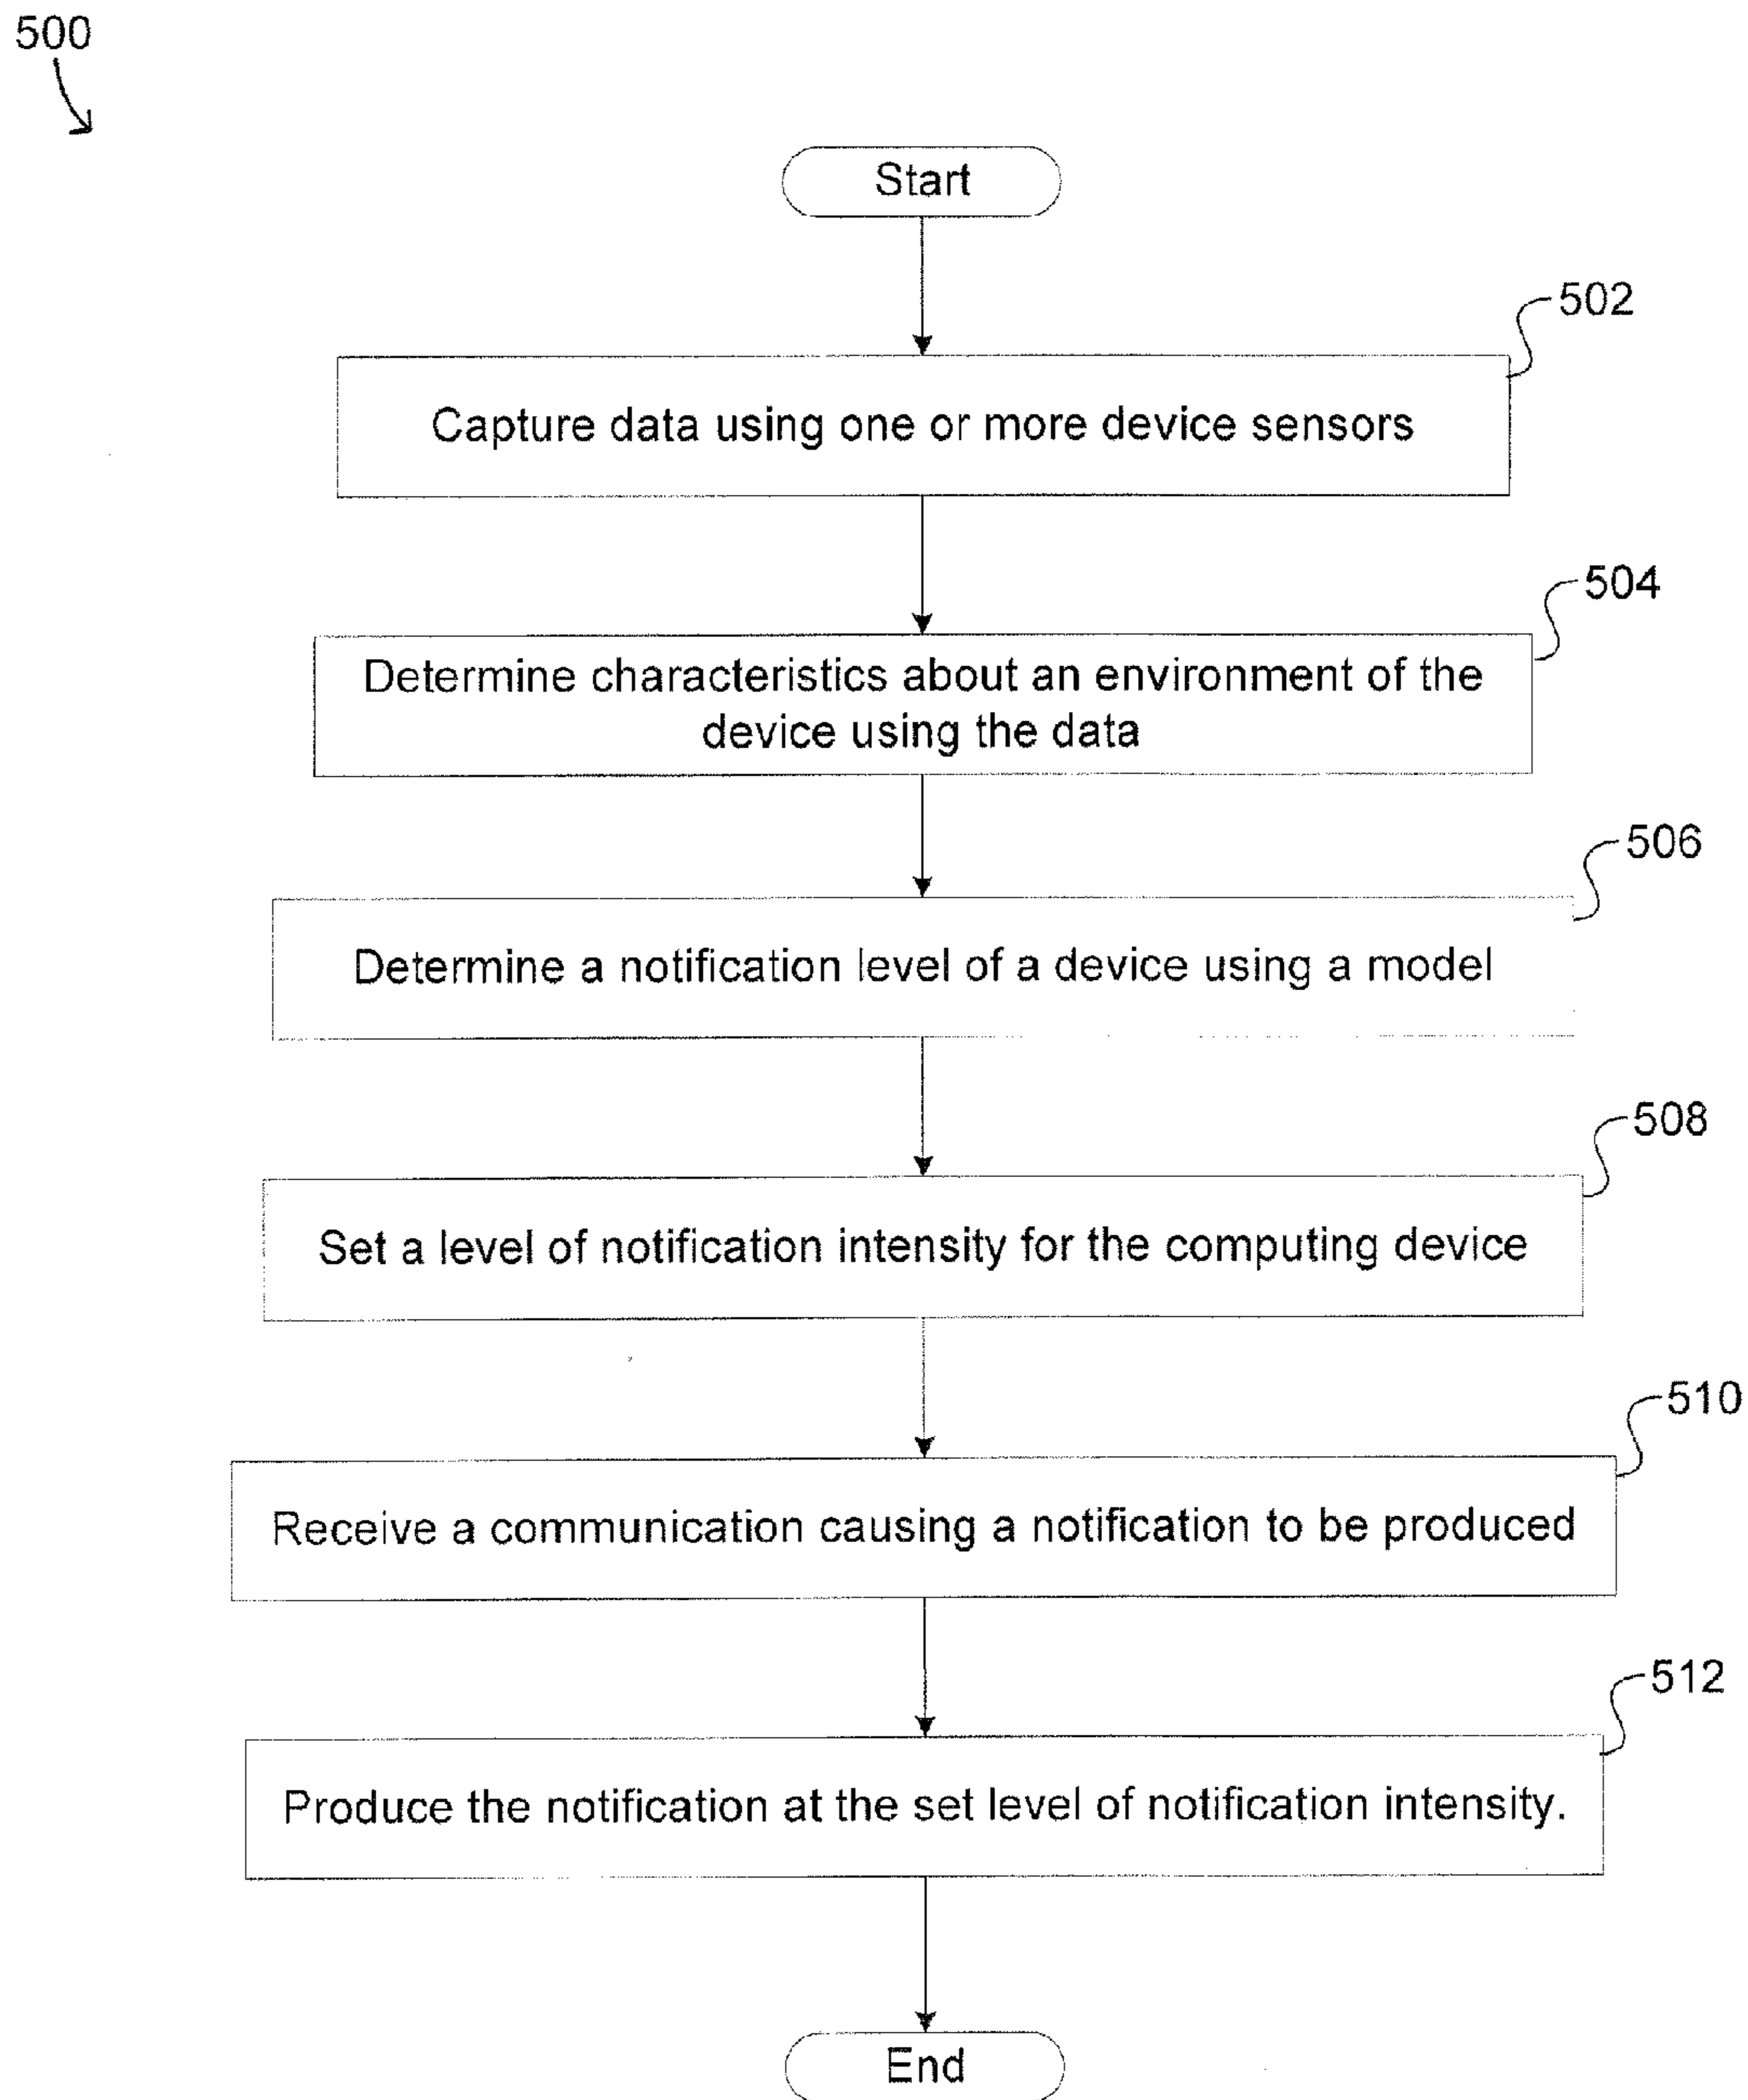 500
Start
502
Capture data using one or more device sensors
504
Determine characteristics about an environment of the
device using the data
506
Determine a notification level of a device using a model
508
Set a level of notification intensity for the computing device
510
Receive a communication causing a notification to be produced
512
Produce the notification at the set level of notification intensity.
End